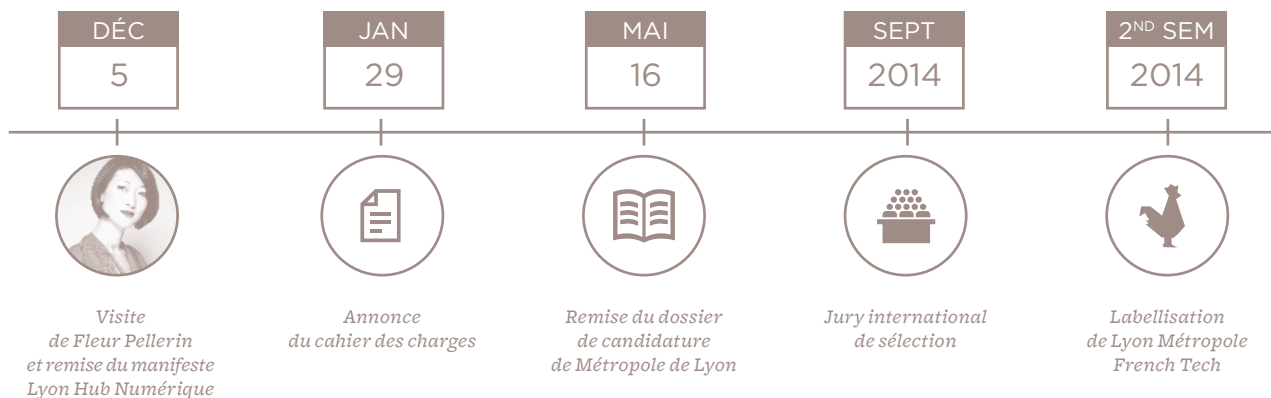 DÉC
5
Visite
de Fleur Pellerin
et remise du manifeste
Lyon Hub Numérique
JAN
29
Annonce
du cahier des charges
MAI
16
Remise du dossier
de candidature
de Métropole de Lyon
SEPT
2014
Jury international
de sélection
2ND SEM
2014
Labellisation
de Lyon Métropole
French Tech